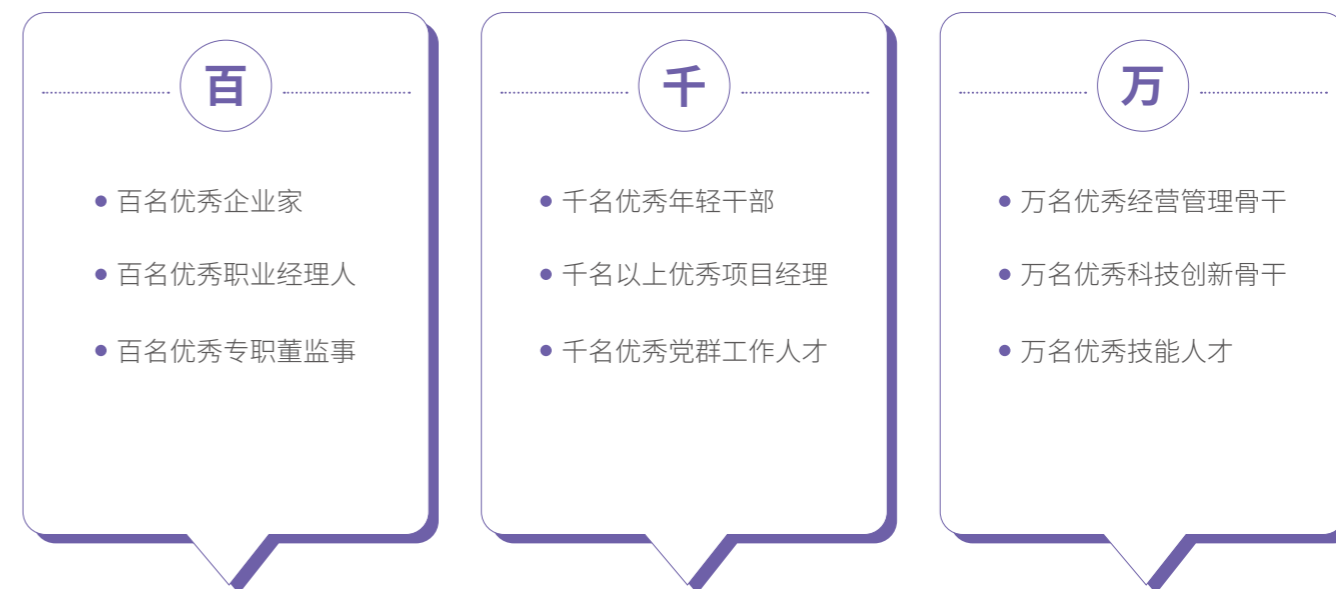 百
百名优秀企业家
百名优秀职业经理人
百名优秀专职董监事
千
千名优秀年轻干部
千名以上优秀项目经理
千名优秀党群工作人才
万
万名优秀经营管理骨干
万名优秀科技创新骨干
万名优秀技能人才